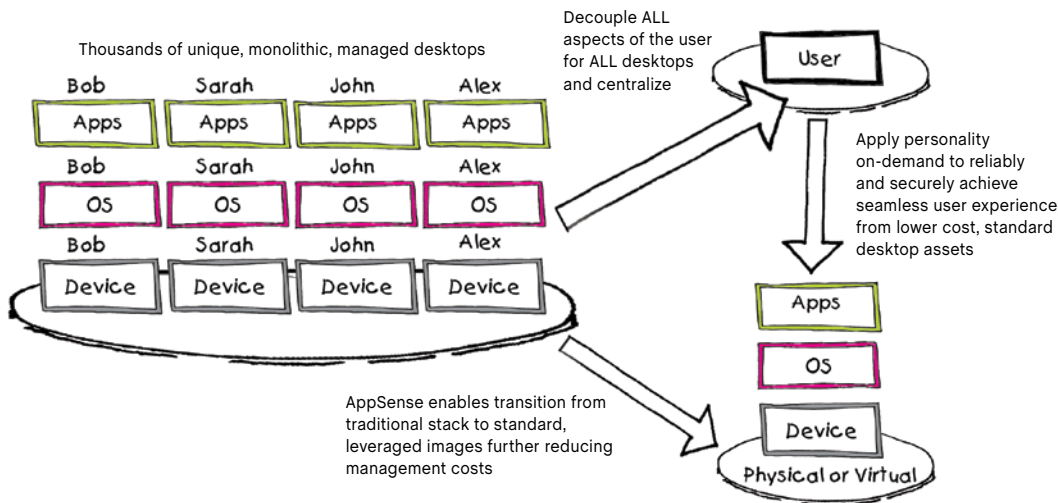 Thousands of unique, monolithic, managed desktops
Bob Sarah John Alex
Apps Apps Apps Apps
Bob Sarah John Alex
OS OS OS OS
Bob Sarah John Alex
Device Device Device Device
Decouple ALL
aspects of the user
for ALL desktops
and centralize
User
Apply personality
on-demand to reliably
and securely achieve
seamless user experience
from lower cost, standard
desktop assets
AppSense enables transition from
traditional stack to standard,
leveraged images further reducing
management costs
Apps
OS
Device
Physical or Virtual